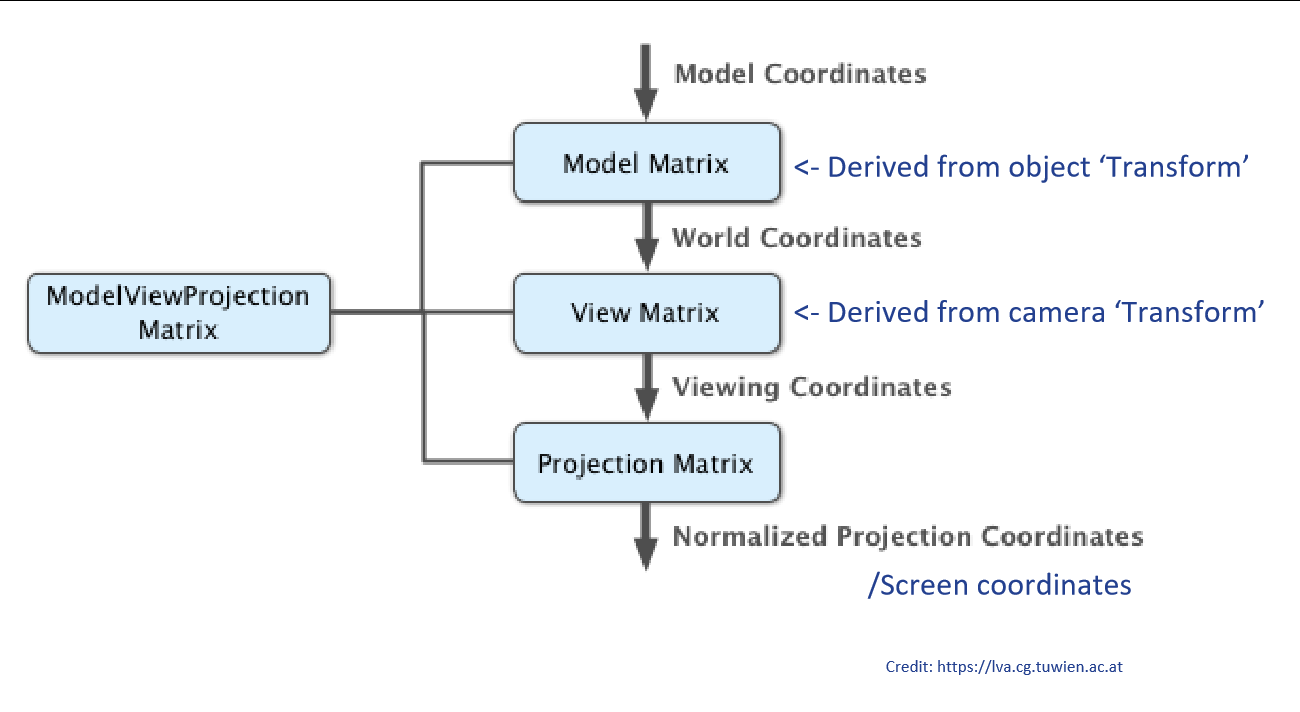 Model Coordinates
Model Matrix
<- Derived from object ‘Transform’
World Coordinates
ModelViewProjection
Matrix
View Matrix
<- Derived from camera ‘Transform’
Viewing Coordinates
Projection Matrix
Normalized Projection Coordinates
/Screen coordinates
Credit: https://lva.cg.tuwien.ac.at